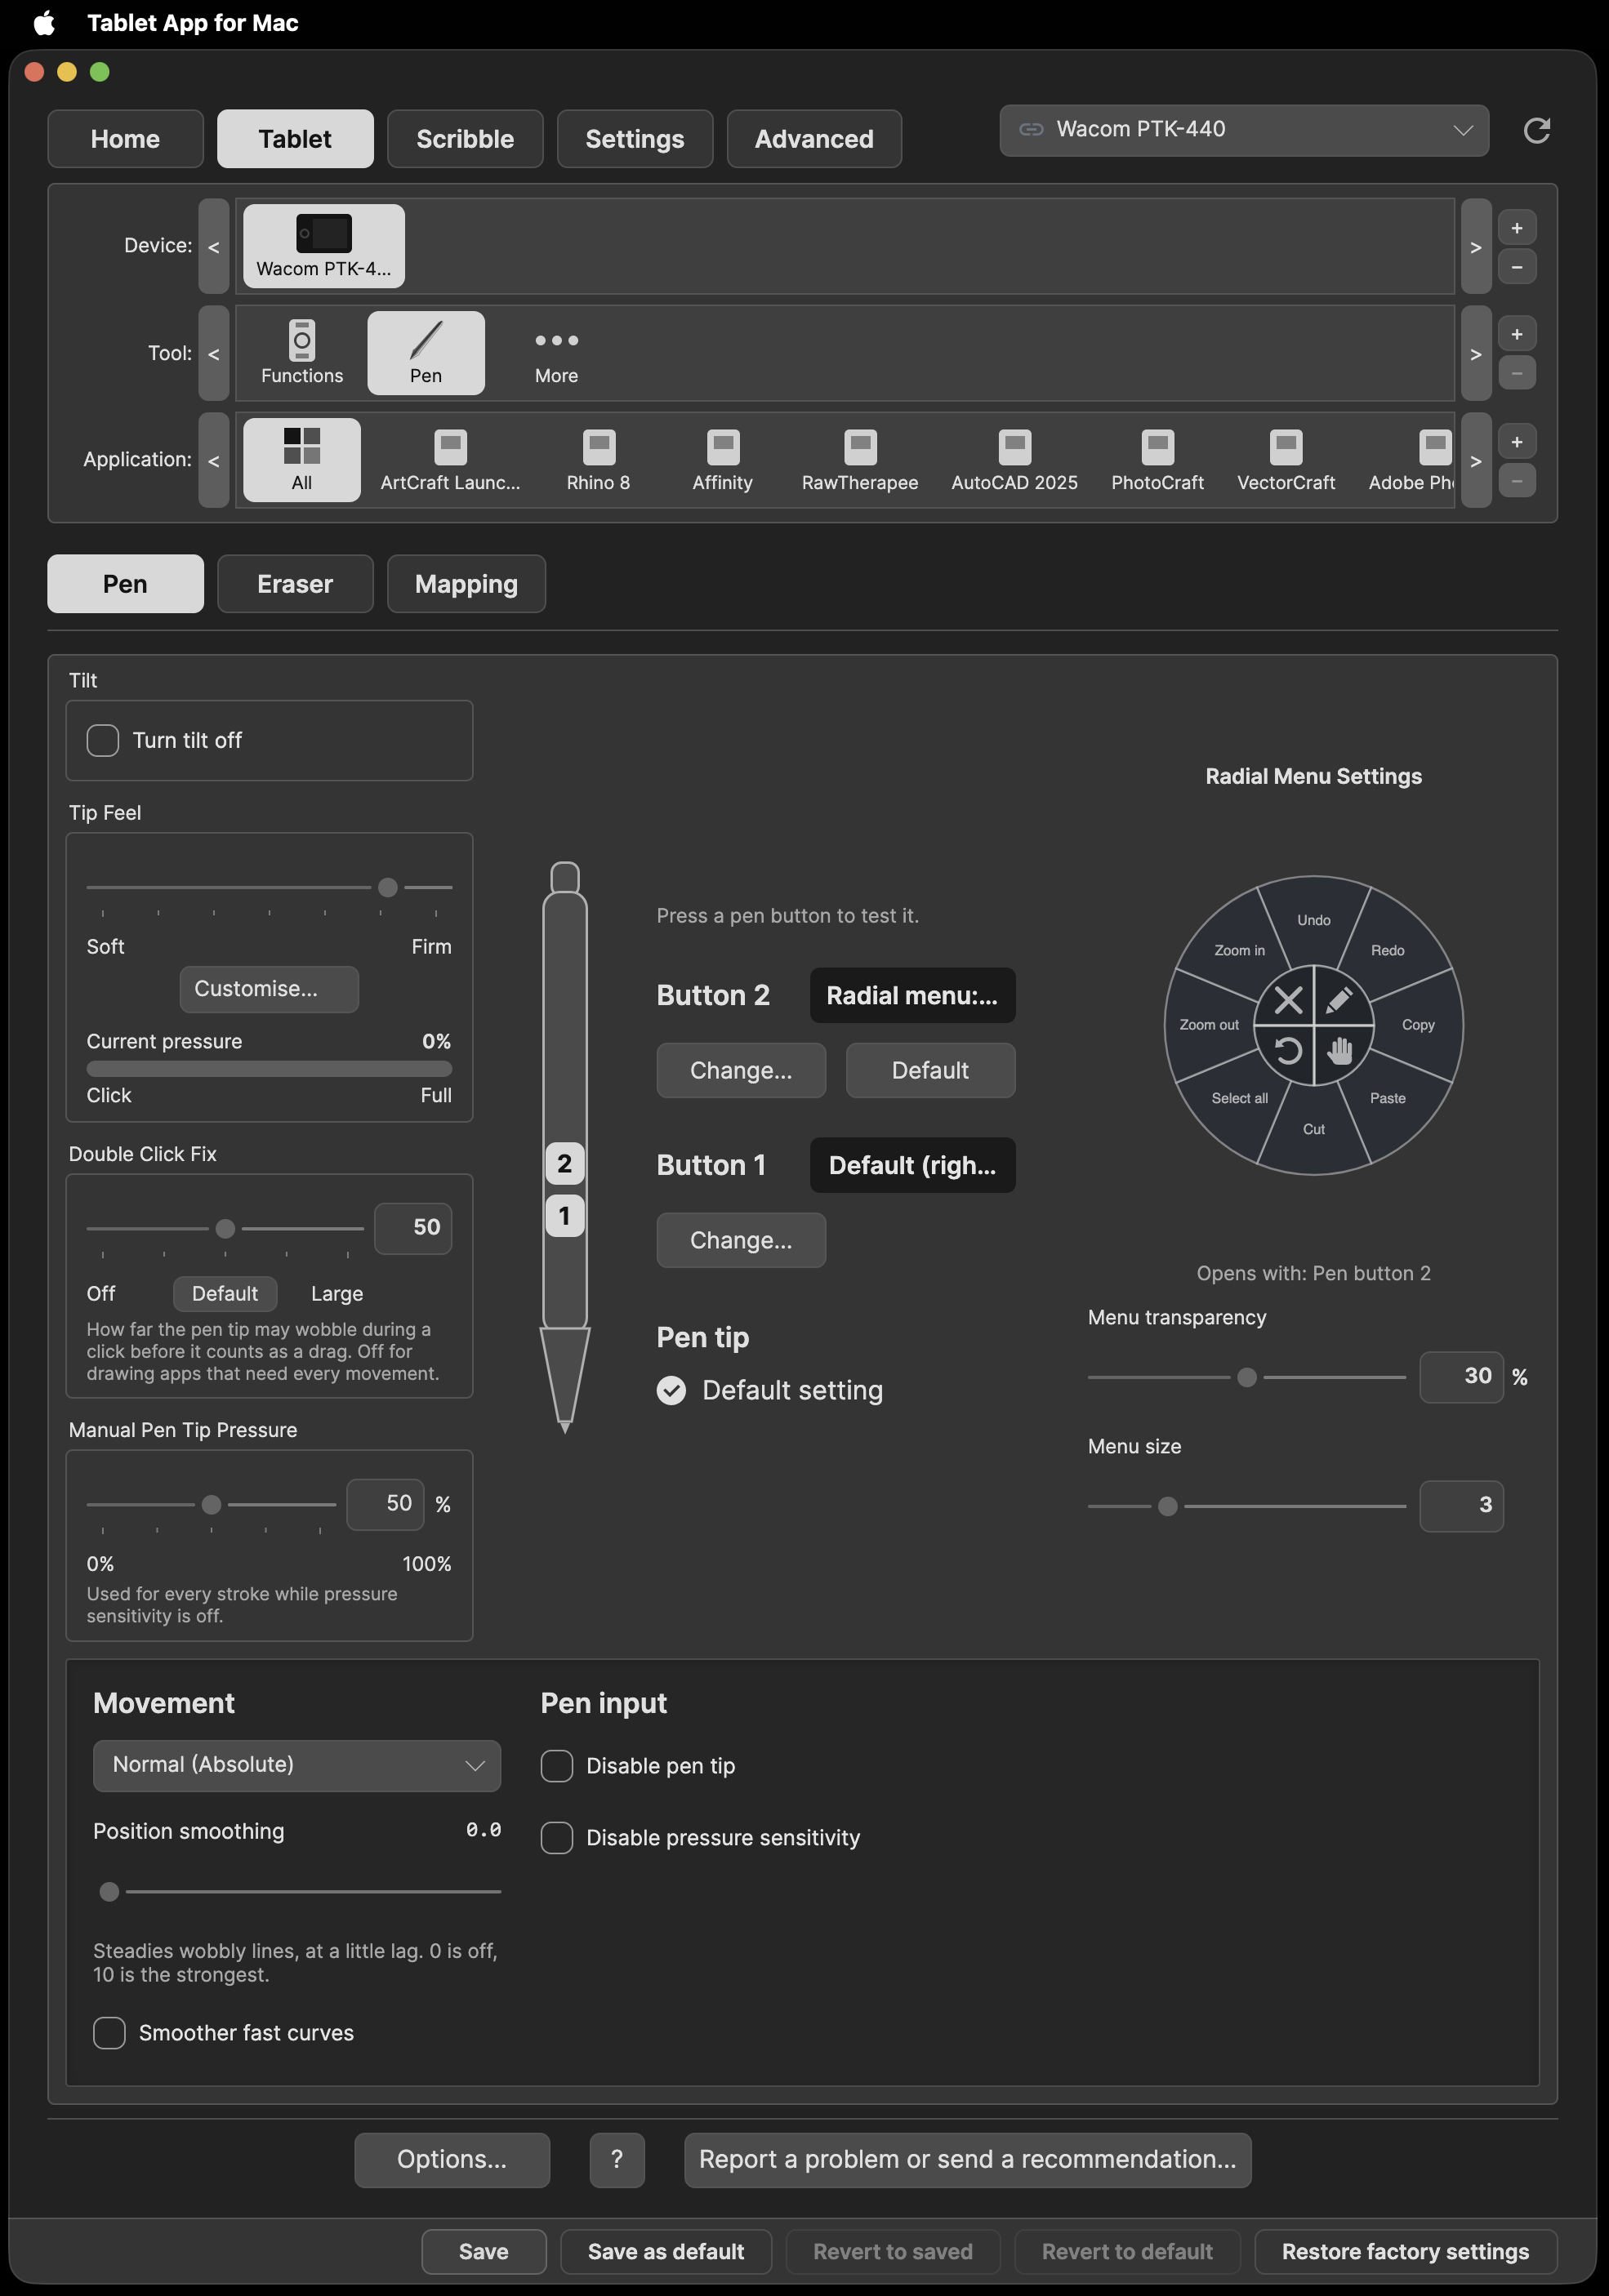 Tablet App for Mac
Home
Tablet
Scribble
Settings
Advanced
Wacom PTK-440
Device:
<
Wacom PTK-4...
>
+
−
Tool:
<
Functions
Pen
More
>
+
−
Application:
<
All
ArtCraft Launc...
Rhino 8
Affinity
RawTherapee
AutoCAD 2025
PhotoCraft
VectorCraft
Adobe Pho
>
+
−
Pen
Eraser
Mapping
Tilt
Turn tilt off
Tip Feel
Soft
Firm
Customise...
Current pressure
0%
Click
Full
Double Click Fix
50
Off
Default
Large
How far the pen tip may wobble during a
click before it counts as a drag. Off for
drawing apps that need every movement.
Manual Pen Tip Pressure
50 %
0%
100%
Used for every stroke while pressure
sensitivity is off.
2
1
Press a pen button to test it.
Button 2
Radial menu:...
Change...
Default
Button 1
Default (righ...
Change...
Pen tip
Default setting
Radial Menu Settings
Undo
Zoom in
Redo
Zoom out
Copy
Select all
Paste
Cut
Opens with: Pen button 2
Menu transparency
30 %
Menu size
3
Movement
Normal (Absolute)
Position smoothing
0.0
Steadies wobbly lines, at a little lag. 0 is off,
10 is the strongest.
Smoother fast curves
Pen input
Disable pen tip
Disable pressure sensitivity
Options...
?
Report a problem or send a recommendation...
Save
Save as default
Revert to saved
Revert to default
Restore factory settings